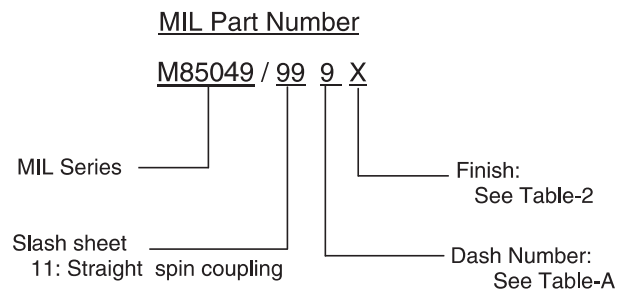 MIL Part Number
M85049 / 99 9 X
MIL Series
Finish:
See Table-2
Slash sheet
11: Straight spin coupling
Dash Number:
See Table-A